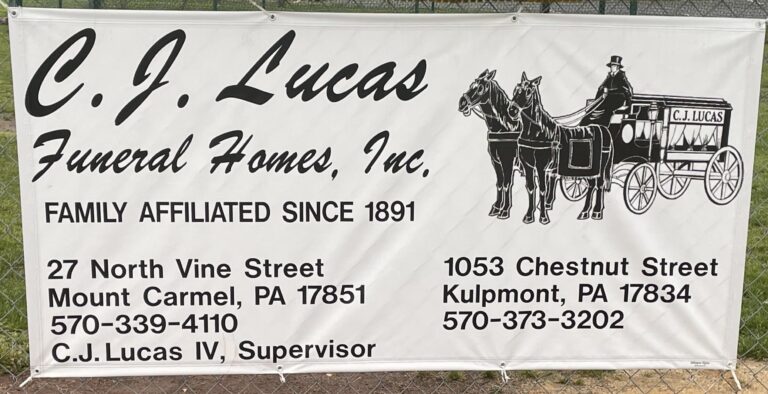 C. J. Lucas
Funeral Homes, Inc.
FAMILY AFFILIATED SINCE 1891
C.J. LUCAS
27 North Vine Street
Mount Carmel, PA 17851
570-339-4110
C.J. Lucas IV, Supervisor
1053 Chestnut Street
Kulpmont, PA 17834
570-373-3202